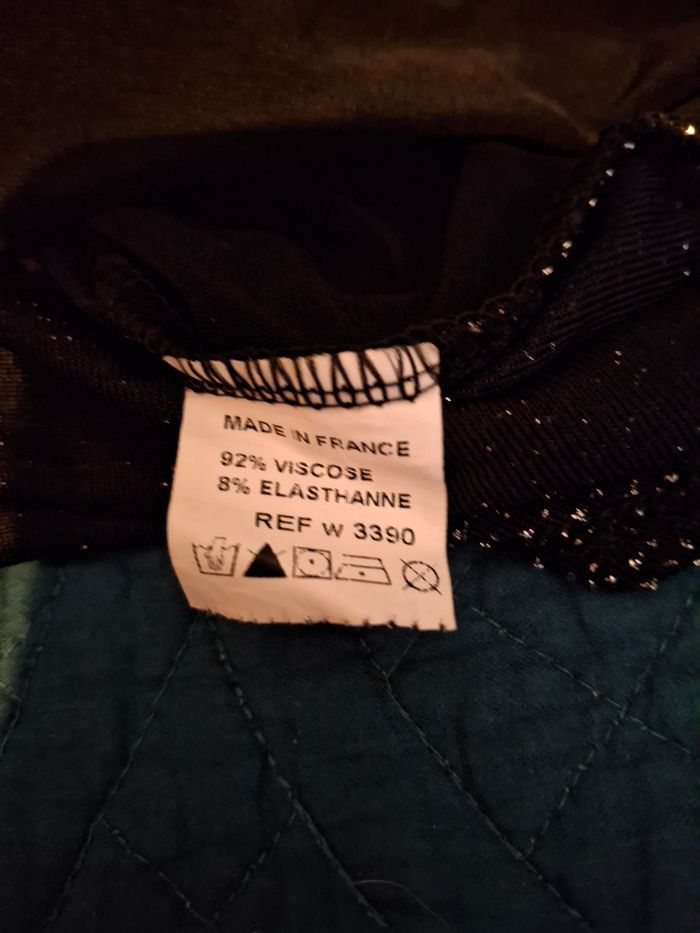 MADE IN FRANCE
92% VISCOSE
8% ELASTHANNE
REF W 3390